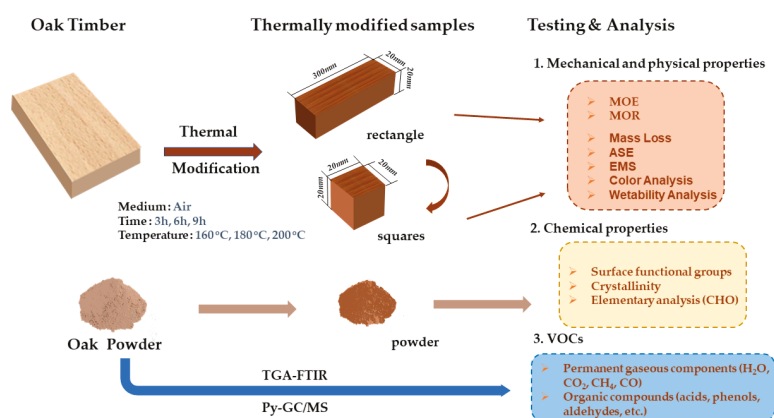 Oak Timber
Thermally modified samples
Testing & Analysis
300mm
20mm
20mm
rectangle
Thermal
Modification
Medium : Air
Time : 3h, 6h, 9h
Temperature : 160°C, 180°C, 200°C
20mm
20mm
20mm
squares
1. Mechanical and physical properties
➢ MOE
➢ MOR
➢ Mass Loss
➢ ASE
➢ EMS
➢ Color Analysis
➢ Wetability Analysis
2. Chemical properties
➢ Surface functional groups
➢ Crystallinity
➢ Elementary analysis (CHO)
Oak Powder
powder
3. VOCs
➢ Permanent gaseous components (H₂O,
CO₂, CH₄, CO)
➢ Organic compounds (acids, phenols,
aldehydes, etc.)
TGA-FTIR
Py-GC/MS